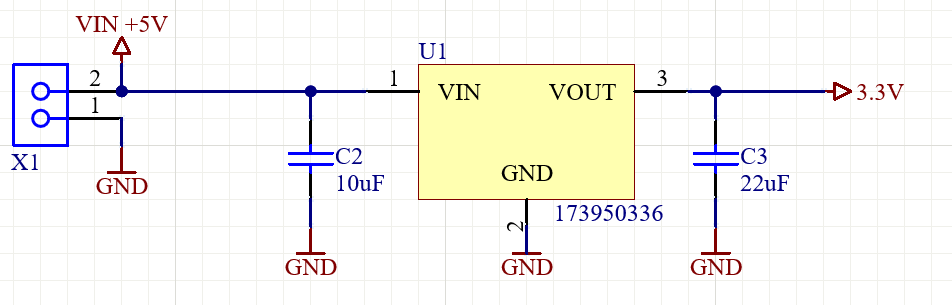 VIN +5V
U1
2
1
3
VIN
VOUT
3.3V
1
X1
C2
C3
GND
10uF
GND
22uF
173950336
2
GND
GND
GND